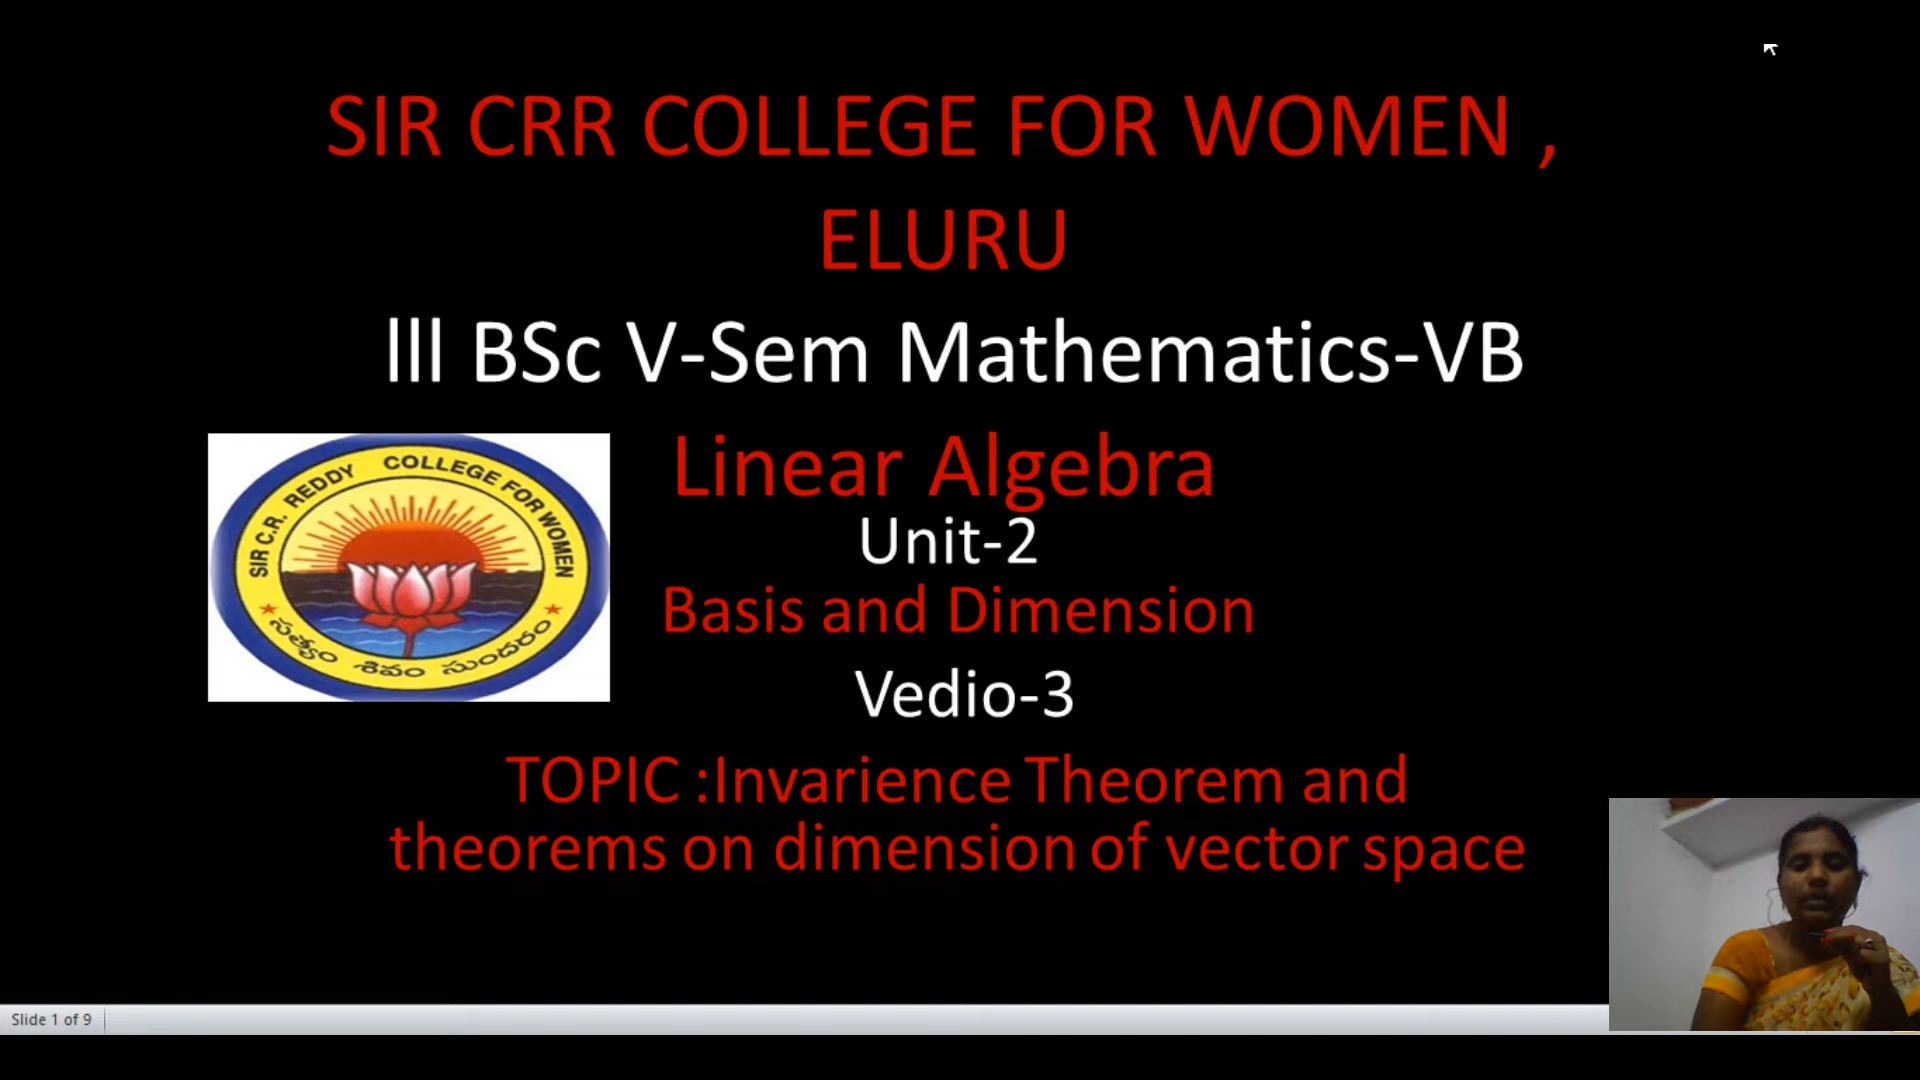 SIR CRR COLLEGE FOR WOMEN ,
ELURU
lll BSc V-Sem Mathematics-VB
Linear Algebra
Unit-2
Basis and Dimension
Vedio-3
TOPIC :Invarience Theorem and
theorems on dimension of vector space
SIR C.R. REDDY COLLEGE FOR WOMEN
సత్యం శివం సుందరం
Slide 1 of 9